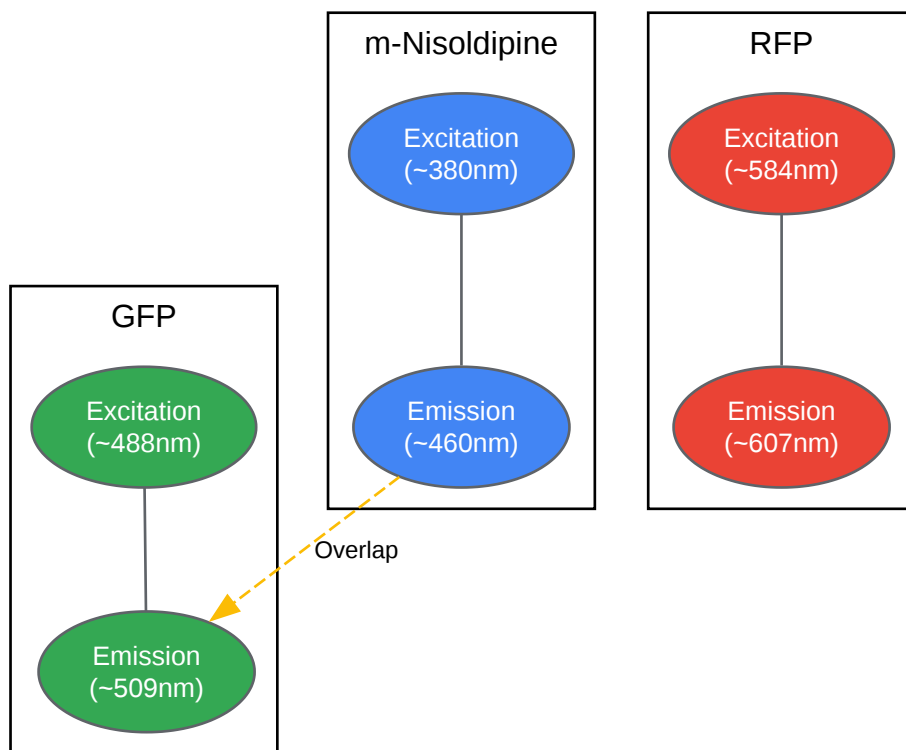 m-Nisoldipine
Excitation
(~380nm)
Emission
(~460nm)
RFP
Excitation
(~584nm)
Emission
(~607nm)
GFP
Excitation
(~488nm)
Emission
(~509nm)
Overlap